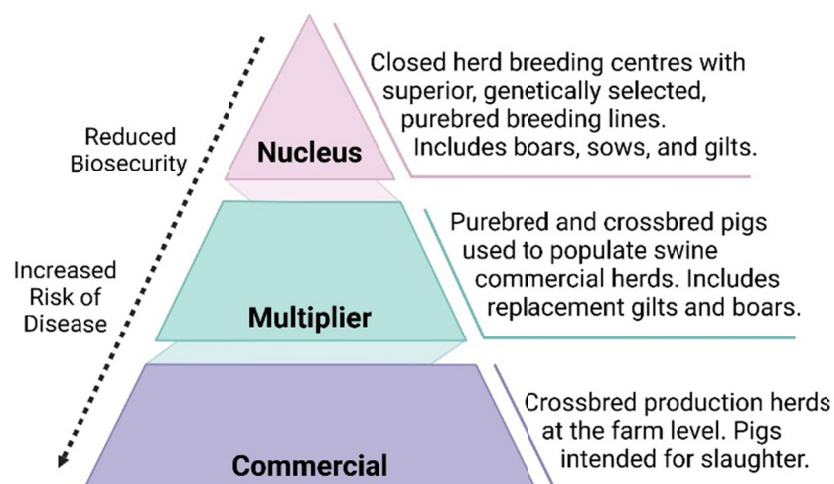 Nucleus
Closed herd breeding centres with
superior, genetically selected,
purebred breeding lines.
Includes boars, sows, and gilts.
Reduced
Biosecurity
Multiplier
Purebred and crossbred pigs
used to populate swine
commercial herds. Includes
replacement gilts and boars.
Increased
Risk of
Disease
Commercial
Crossbred production herds
at the farm level. Pigs
intended for slaughter.